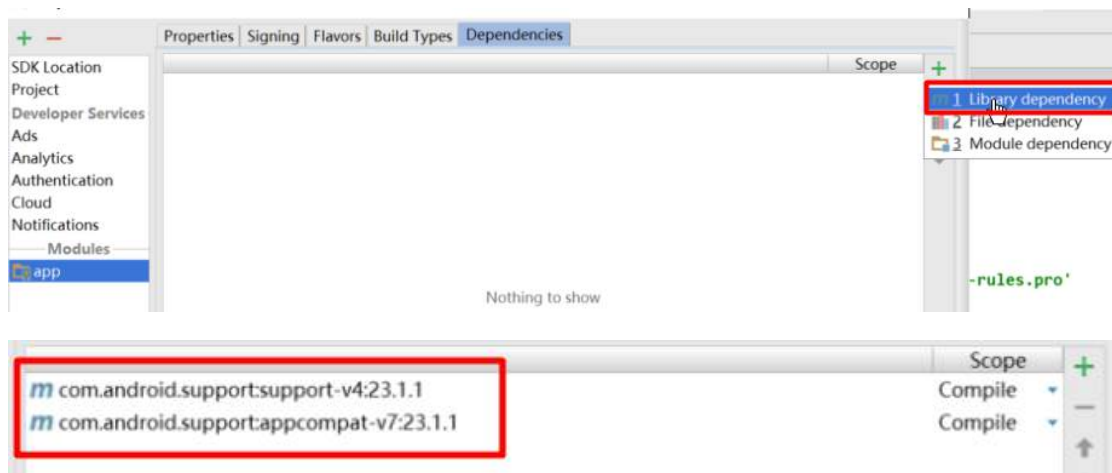 Properties Signing Flavors Build Types Dependencies
SDK Location
Project
Developer Services
Ads
Analytics
Authentication
Cloud
Notifications
Modules
app
Scope
1 Library dependency
2 File dependency
3 Module dependency
Nothing to show
-rules.pro'
Scope
m com.android.support:support-v4:23.1.1 Compile
m com.android.support:appcompat-v7:23.1.1 Compile